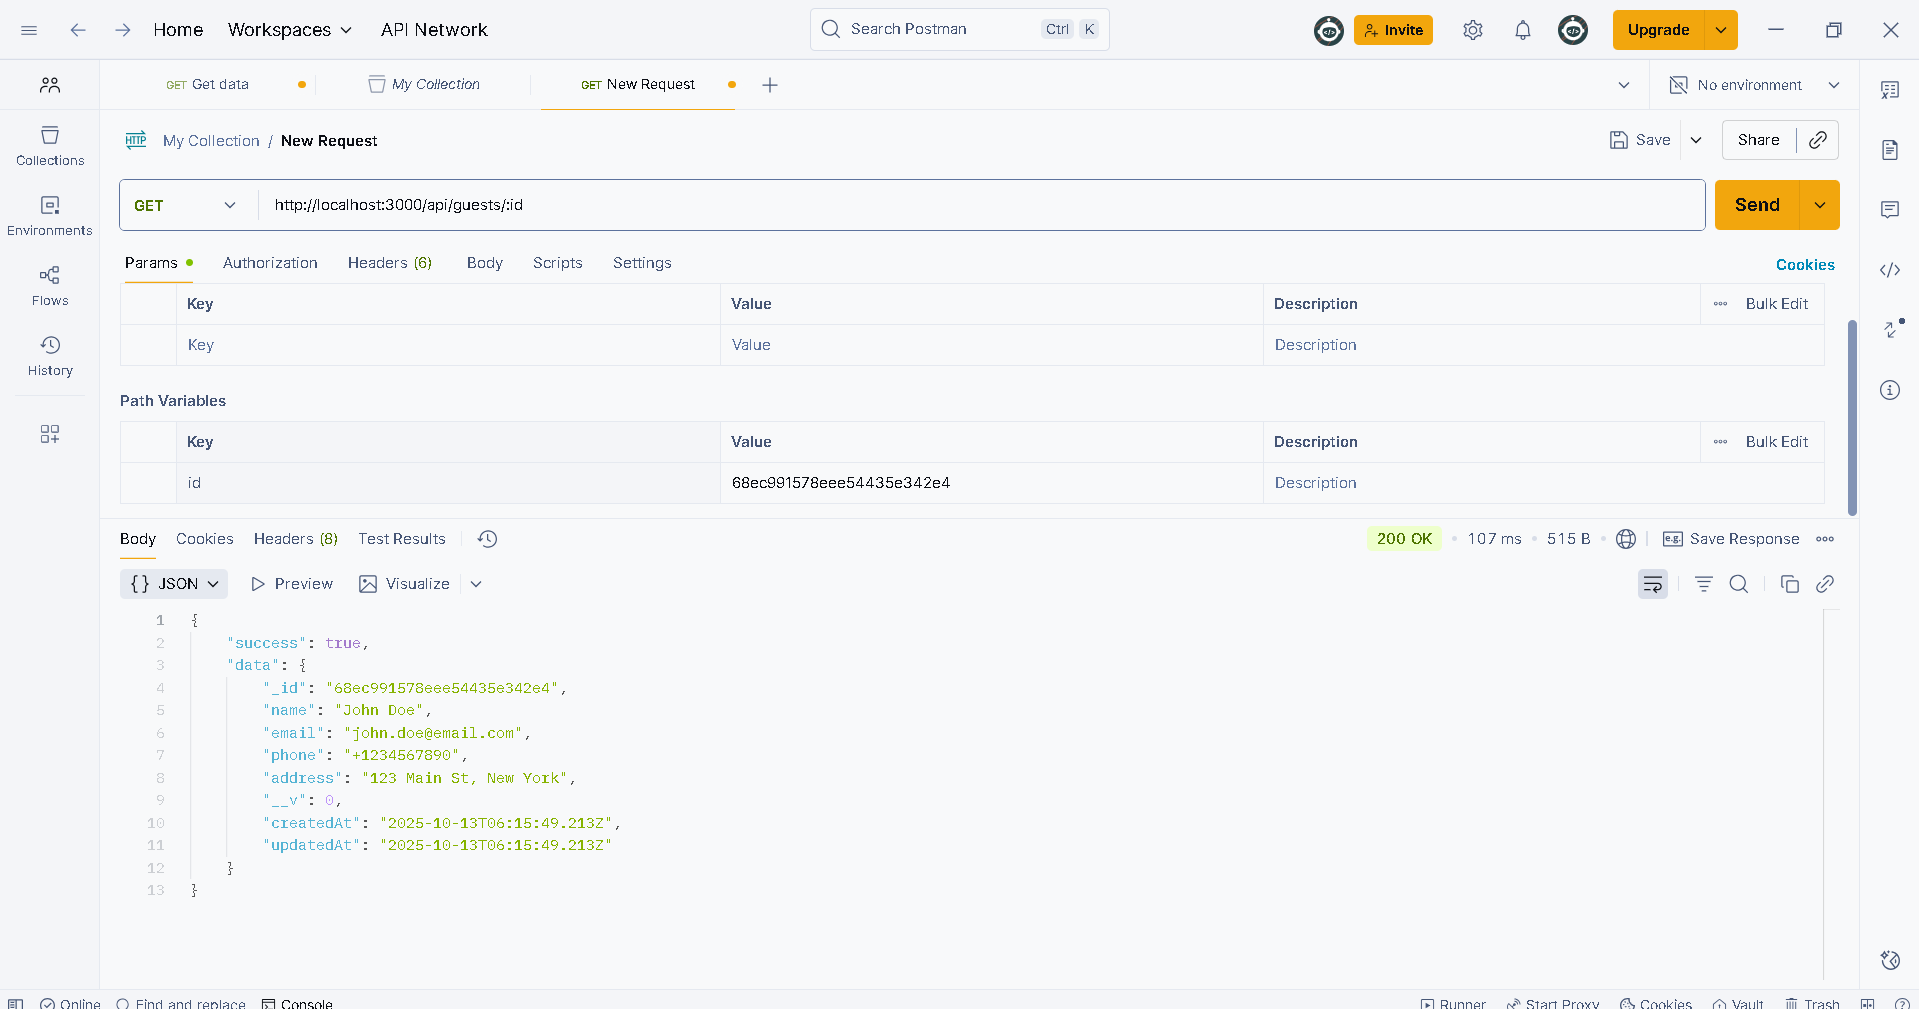 Home Workspaces API Network Search Postman Ctrl K Invite Upgrade
GET Get data My Collection GET New Request No environment
HTTP My Collection / New Request Save Share
Collections
Environments
Flows
History
GET http://localhost:3000/api/guests/:id Send
Params Authorization Headers (6) Body Scripts Settings Cookies
Key Value Description Bulk Edit
Key Value Description
Path Variables
Key Value Description Bulk Edit
id 68ec991578eee54435e342e4 Description
Body Cookies Headers (8) Test Results 200 OK • 107 ms • 515 B • e.g. Save Response
{} JSON Preview Visualize
1 {
2 "success": true,
3 "data": {
4 "_id": "68ec991578eee54435e342e4",
5 "name": "John Doe",
6 "email": "john.doe@email.com",
7 "phone": "+1234567890",
8 "address": "123 Main St, New York",
9 "__v": 0,
10 "createdAt": "2025-10-13T06:15:49.213Z",
11 "updatedAt": "2025-10-13T06:15:49.213Z"
12 }
13 }
Online Find and replace Console Runner Start Proxy Cookies Vault Trash